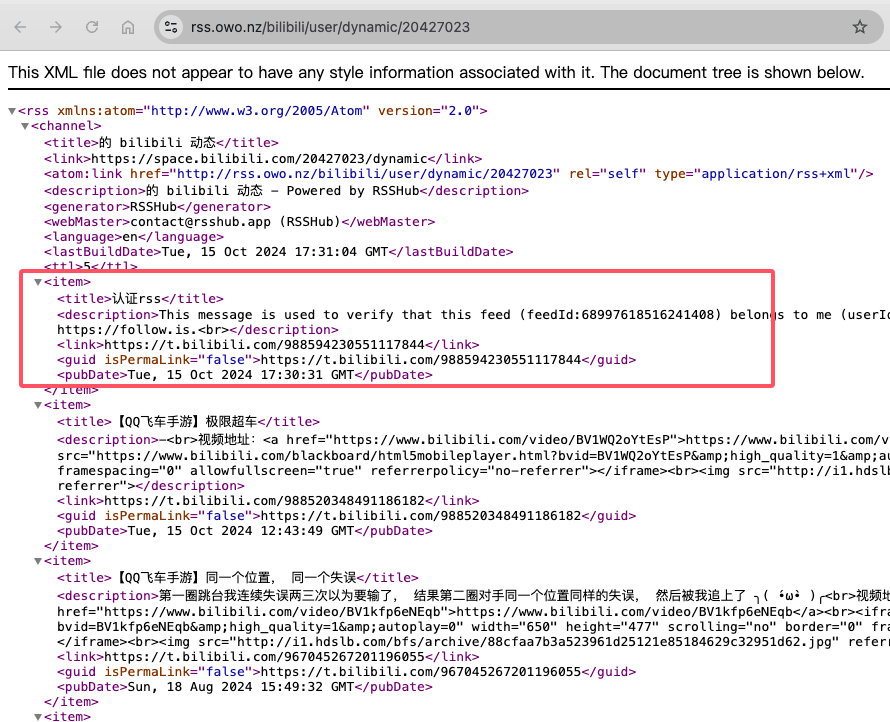 rss.owo.nz/bilibili/user/dynamic/20427023
This XML file does not appear to have any style information associated with it. The document tree is shown below.
▼<rss xmlns:atom="http://www.w3.org/2005/Atom" version="2.0">
▼<channel>
<title>的 bilibili 动态</title>
<link>https://space.bilibili.com/20427023/dynamic</link>
<atom:link href="http://rss.owo.nz/bilibili/user/dynamic/20427023" rel="self" type="application/rss+xml"/>
<description>的 bilibili 动态 - Powered by RSSHub</description>
<generator>RSSHub</generator>
<webMaster>contact@rsshub.app (RSSHub)</webMaster>
<language>en</language>
<lastBuildDate>Tue, 15 Oct 2024 17:31:04 GMT</lastBuildDate>
<ttl>5</ttl>
▼<item>
<title>认证rss</title>
<description>This message is used to verify that this feed (feedId:68997618516241408) belongs to me (userId
https://follow.is.<br></description>
<link>https://t.bilibili.com/988594230551117844</link>
<guid isPermaLink="false">https://t.bilibili.com/988594230551117844</guid>
<pubDate>Tue, 15 Oct 2024 17:30:31 GMT</pubDate>
</item>
▼<item>
<title>【QQ飞车手游】极限超车</title>
<description>-<br>视频地址：<a href="https://www.bilibili.com/video/BV1WQ2oYtEsP">https://www.bilibili.com/v
src="https://www.bilibili.com/blackboard/html5mobileplayer.html?bvid=BV1WQ2oYtEsP&amp;high_quality=1&amp;au
framespacing="0" allowfullscreen="true" referrerpolicy="no-referrer"></iframe><br><img src="http://i1.hdslb
referrer"></description>
<link>https://t.bilibili.com/988520348491186182</link>
<guid isPermaLink="false">https://t.bilibili.com/988520348491186182</guid>
<pubDate>Tue, 15 Oct 2024 12:43:49 GMT</pubDate>
</item>
▼<item>
<title>【QQ飞车手游】同一个位置， 同一个失误</title>
<description>第一圈跳台我连续失误两三次以为要输了， 结果第二圈对手同一个位置同样的失误， 然后被我追上了 ╮( •́ω•̀ )╭<br>视频地
href="https://www.bilibili.com/video/BV1kfp6eNEqb">https://www.bilibili.com/video/BV1kfp6eNEqb</a><br><ifra
bvid=BV1kfp6eNEqb&amp;high_quality=1&amp;autoplay=0" width="650" height="477" scrolling="no" border="0" fra
</iframe><br><img src="http://i1.hdslb.com/bfs/archive/88cfaa7b3a523961d25121e85184629c32951d62.jpg" refer
<link>https://t.bilibili.com/967045267201196055</link>
<guid isPermaLink="false">https://t.bilibili.com/967045267201196055</guid>
<pubDate>Sun, 18 Aug 2024 15:49:32 GMT</pubDate>
</item>
▼<item>